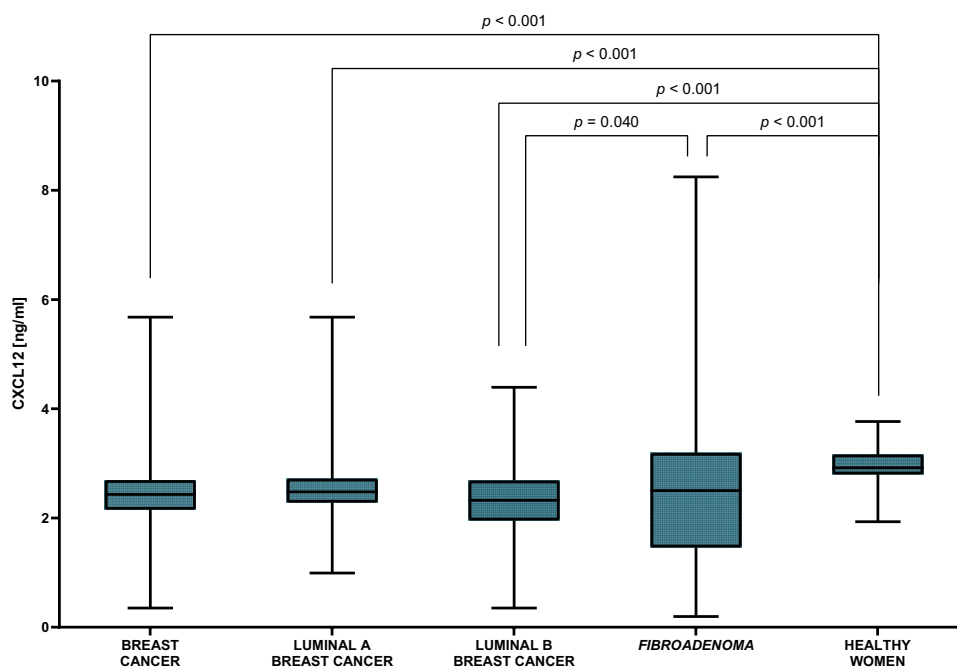 p < 0.001
p < 0.001
p < 0.001
p = 0.040
p < 0.001
10
8
6
4
2
0
CXCL12 [ng/ml]
BREAST
CANCER
LUMINAL A
BREAST CANCER
LUMINAL B
BREAST CANCER
FIBROADENOMA
HEALTHY
WOMEN